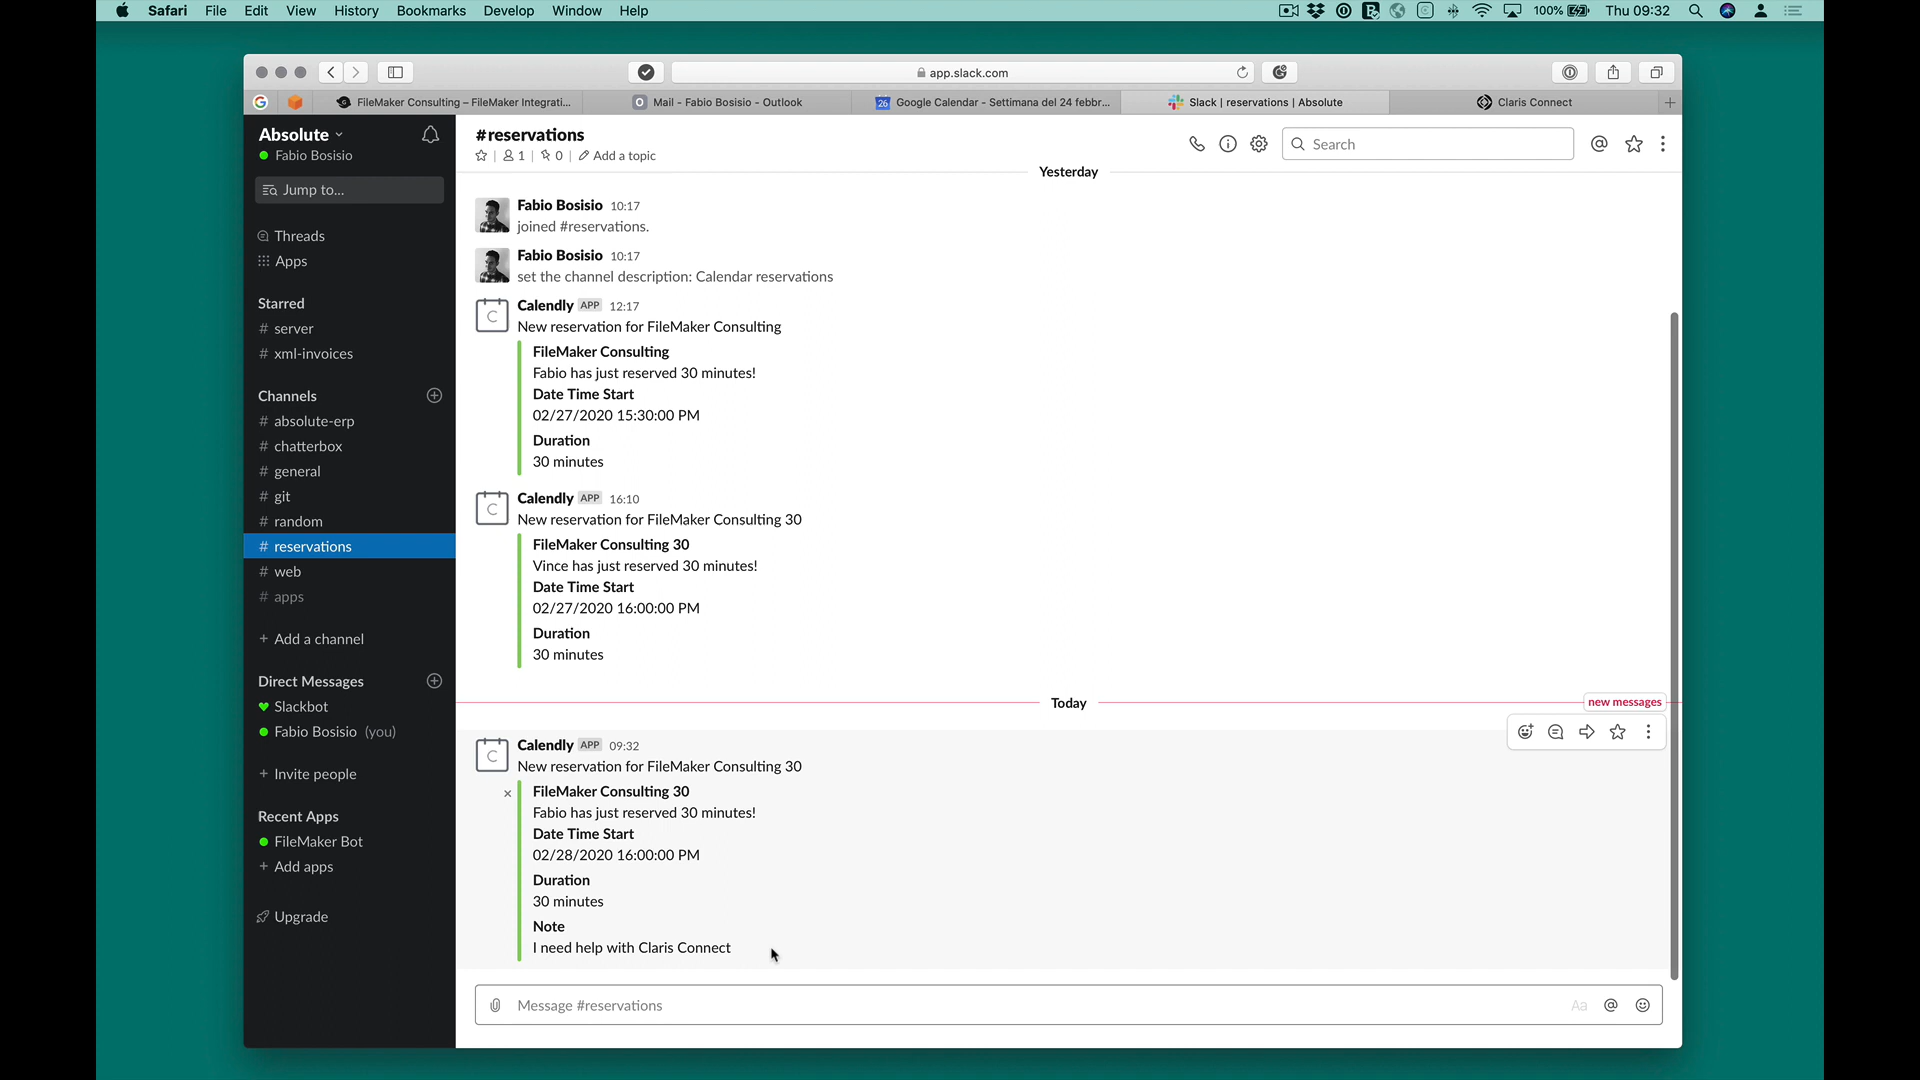 Safari File Edit View History Bookmarks Develop Window Help 100% Thu 09:32
app.slack.com
FileMaker Consulting – FileMaker Integrati...
Mail - Fabio Bosisio - Outlook
26 Google Calendar - Settimana del 24 febbr...
Slack | reservations | Absolute
Claris Connect
Absolute
Fabio Bosisio
Jump to...
Threads
Apps
Starred
# server
# xml-invoices
Channels
# absolute-erp
# chatterbox
# general
# git
# random
# reservations
# web
# apps
+ Add a channel
Direct Messages
Slackbot
Fabio Bosisio (you)
+ Invite people
Recent Apps
FileMaker Bot
+ Add apps
Upgrade
#reservations
1 | 0 | Add a topic
Search
Yesterday
Fabio Bosisio 10:17
joined #reservations.
Fabio Bosisio 10:17
set the channel description: Calendar reservations
C Calendly APP 12:17
New reservation for FileMaker Consulting
FileMaker Consulting
Fabio has just reserved 30 minutes!
Date Time Start
02/27/2020 15:30:00 PM
Duration
30 minutes
C Calendly APP 16:10
New reservation for FileMaker Consulting 30
FileMaker Consulting 30
Vince has just reserved 30 minutes!
Date Time Start
02/27/2020 16:00:00 PM
Duration
30 minutes
Today
new messages
C Calendly APP 09:32
New reservation for FileMaker Consulting 30
FileMaker Consulting 30
Fabio has just reserved 30 minutes!
Date Time Start
02/28/2020 16:00:00 PM
Duration
30 minutes
Note
I need help with Claris Connect
Message #reservations
Aa @